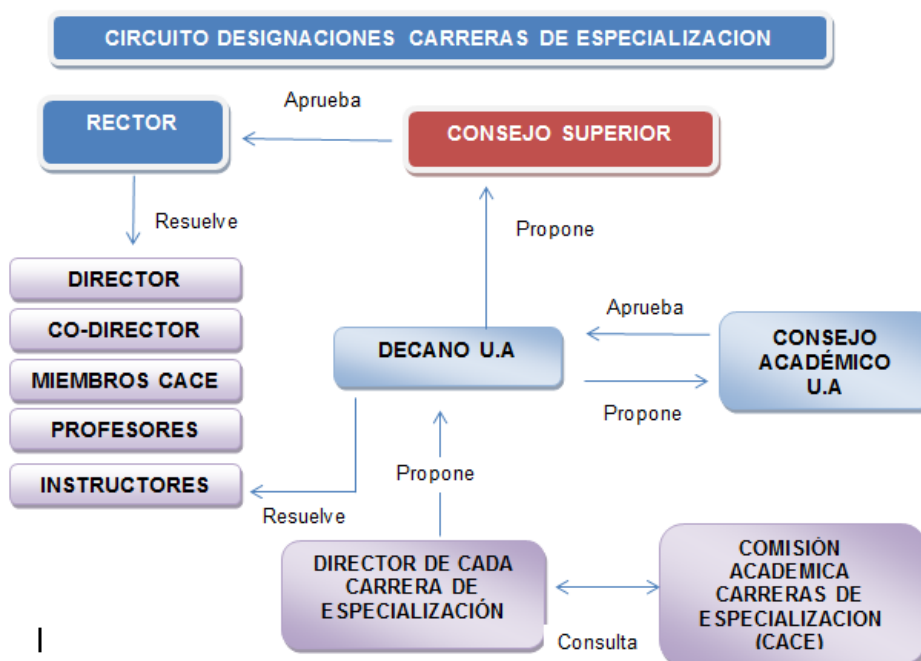 CIRCUITO DESIGNACIONES CARRERAS DE ESPECIALIZACION
Aprueba
RECTOR
CONSEJO SUPERIOR
Resuelve
Propone
DIRECTOR
CO-DIRECTOR
MIEMBROS CACE
PROFESORES
INSTRUCTORES
Aprueba
DECANO U.A
CONSEJO
ACADÉMICO
U.A
Propone
Propone
Resuelve
DIRECTOR DE CADA
CARRERA DE
ESPECIALIZACIÓN
COMISIÓN
ACADEMICA
CARRERAS DE
ESPECIALIZACION
(CACE)
Consulta